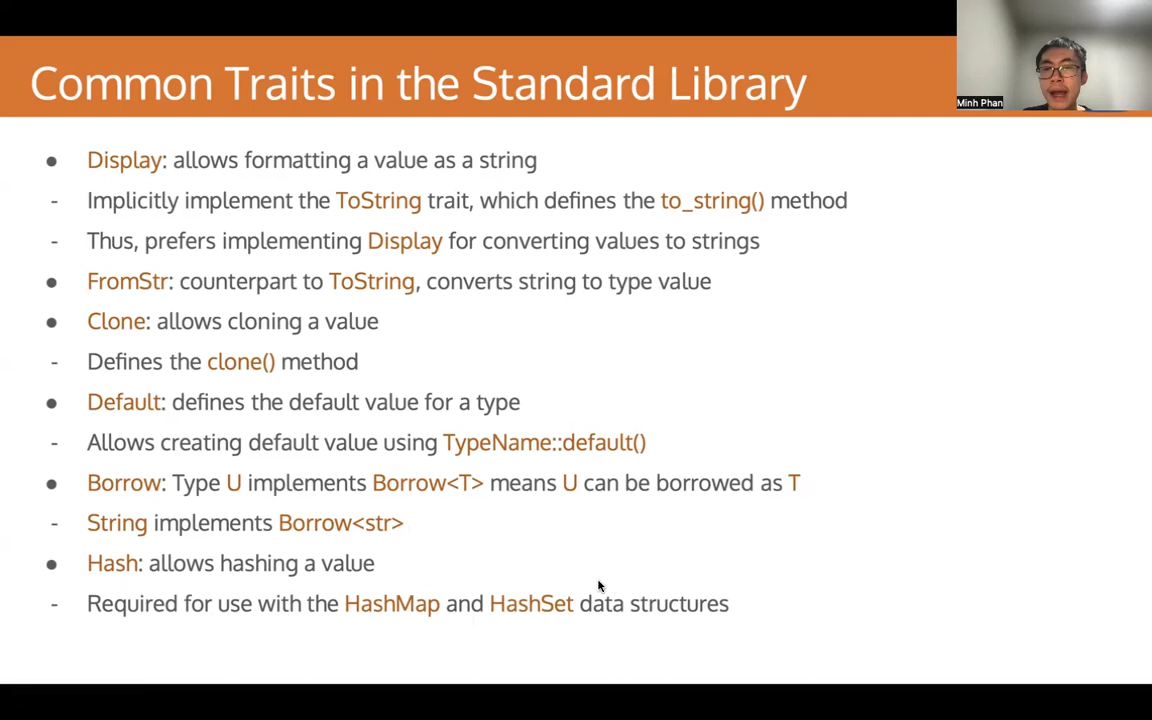 Common Traits in the Standard Library
Minh Phan
● Display: allows formatting a value as a string
- Implicitly implement the ToString trait, which defines the to_string() method
- Thus, prefers implementing Display for converting values to strings
● FromStr: counterpart to ToString, converts string to type value
● Clone: allows cloning a value
- Defines the clone() method
● Default: defines the default value for a type
- Allows creating default value using TypeName::default()
● Borrow: Type U implements Borrow<T> means U can be borrowed as T
- String implements Borrow<str>
● Hash: allows hashing a value
- Required for use with the HashMap and HashSet data structures